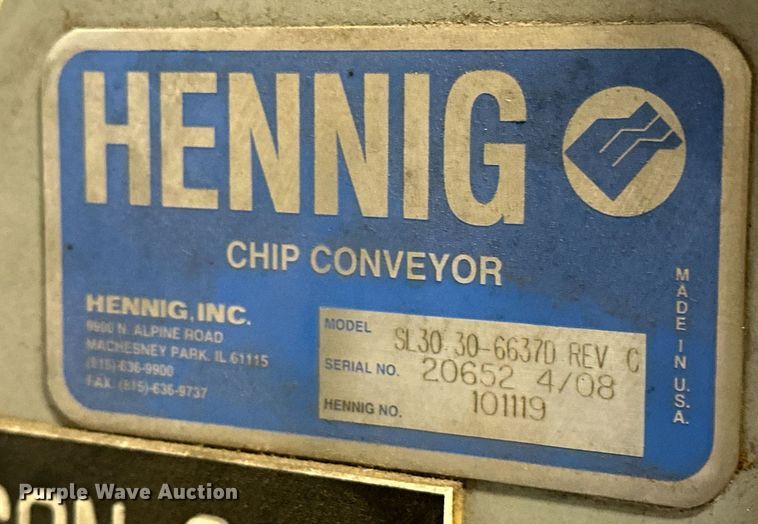 HENNIG
CHIP CONVEYOR
HENNIG, INC.
9900 N. ALPINE ROAD
MACHESNEY PARK, IL 61115
(815)-636-9900
FAX. (815)-636-9737
MODEL SL30 30-6637D REV C
SERIAL NO. 20652 4/08
HENNIG NO. 101119
MADE IN U.S.A.
Purple Wave Auction